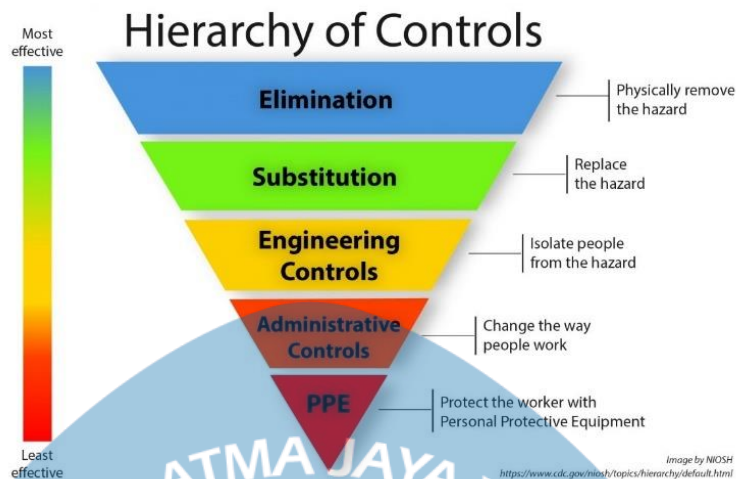 Hierarchy of Controls
Most
effective
Elimination
Physically remove
the hazard
Substitution
Replace
the hazard
Engineering
Controls
Isolate people
from the hazard
Administrative
Controls
Change the way
people work
PPE
Protect the worker with
Personal Protective Equipment
Least
effective
ATMA JAYA
Image by NIOSH
https://www.cdc.gov/niosh/topics/hierarchy/default.html